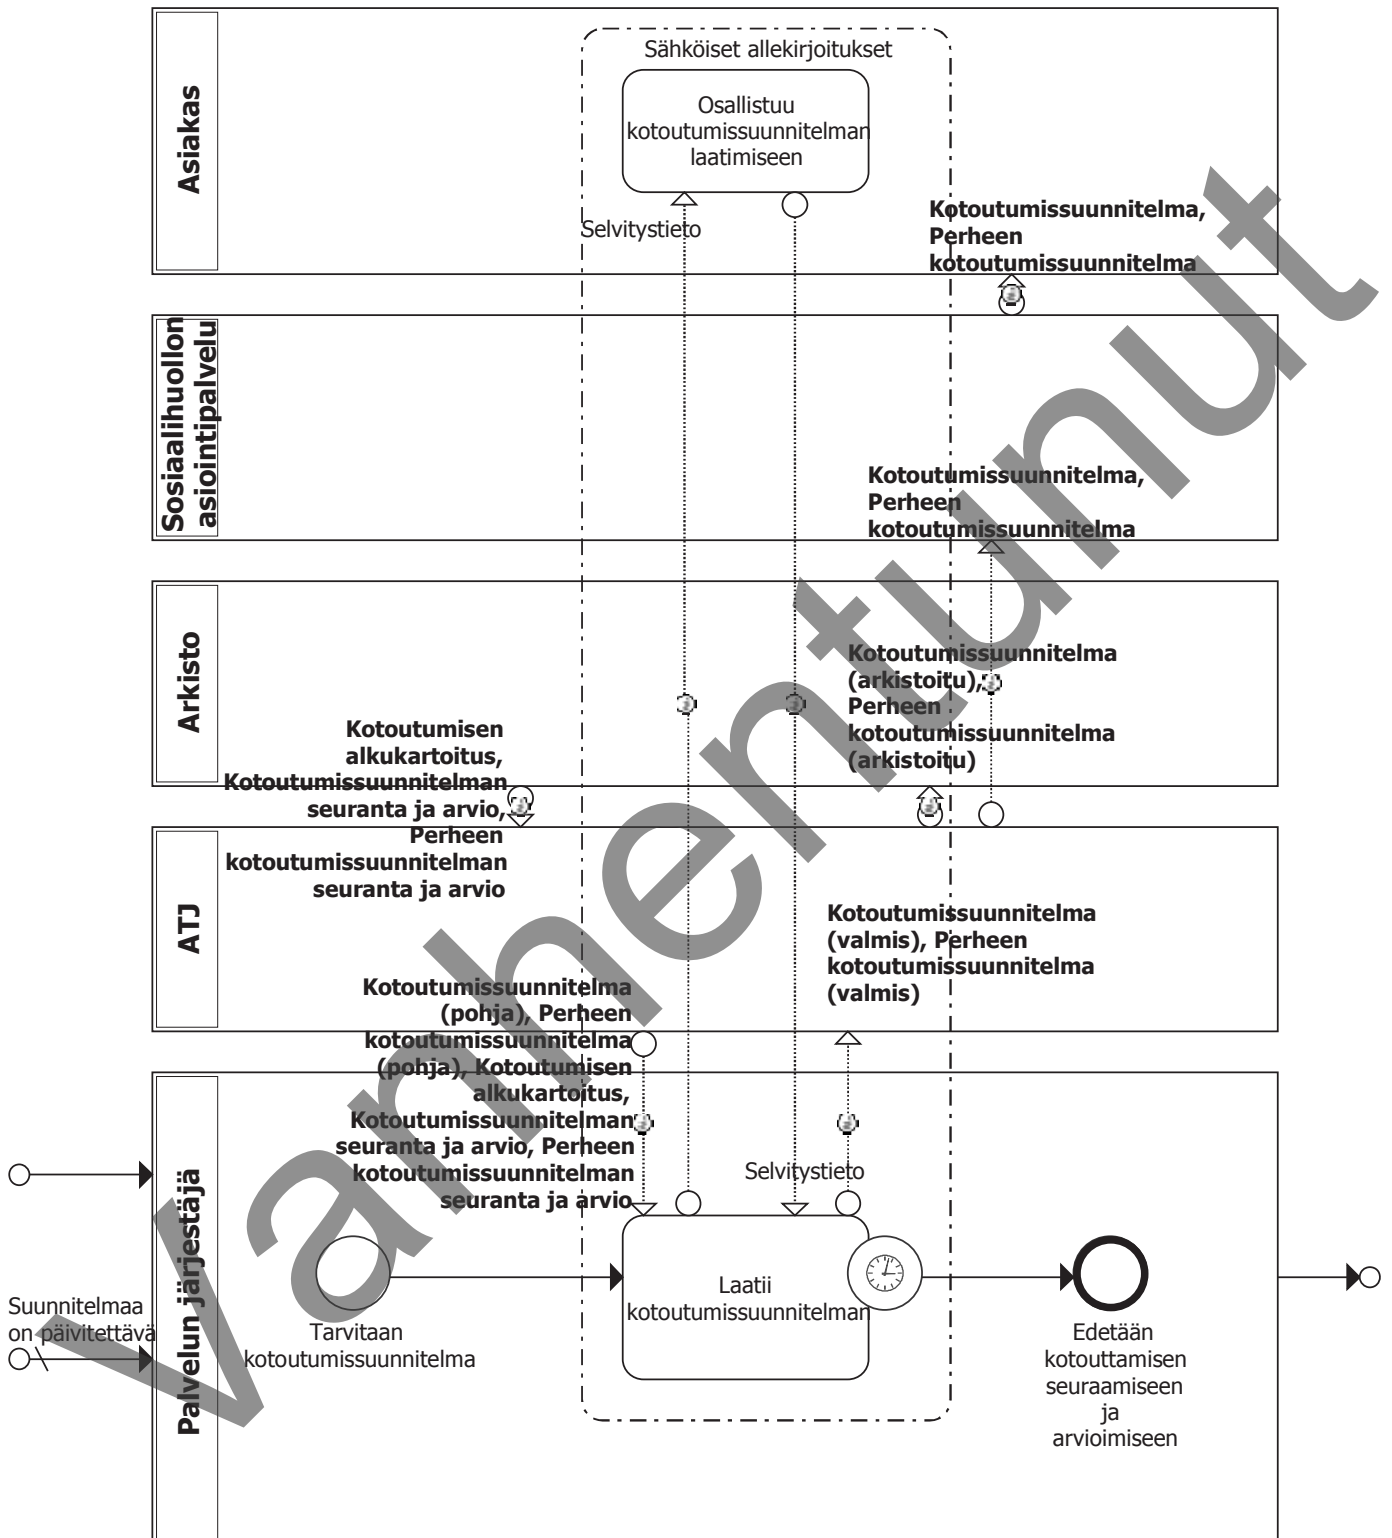 Sähköiset allekirjoitukset
Asiakas
Osallistuu
kotoutumissuunnitelman
laatimiseen
Selvitystieto
Kotoutumissuunnitelma,
Perheen
kotoutumissuunnitelma
Sosiaalihuollon
asiointipalvelu
Kotoutumissuunnitelma,
Perheen
kotoutumissuunnitelma
Arkisto
Kotoutumissuunnitelma
(arkistoitu),
Perheen
kotoutumissuunnitelma
(arkistoitu)
Kotoutumisen
alkukartoitus,
Kotoutumissuunnitelman
seuranta ja arvio,
Perheen
kotoutumissuunnitelman
seuranta ja arvio
ATJ
Kotoutumissuunnitelma
(valmis), Perheen
kotoutumissuunnitelma
(valmis)
Kotoutumissuunnitelma
(pohja), Perheen
kotoutumissuunnitelma
(pohja), Kotoutumisen
alkukartoitus,
Kotoutumissuunnitelman
seuranta ja arvio, Perheen
kotoutumissuunnitelman
seuranta ja arvio
Selvitystieto
Palvelun järjestäjä
Suunnitelmaa
on päivitettävä
Tarvitaan
kotoutumissuunnitelma
Laatii
kotoutumissuunnitelman
Edetään
kotouttamisen
seuraamiseen
ja
arvioimiseen
Vanhentunut